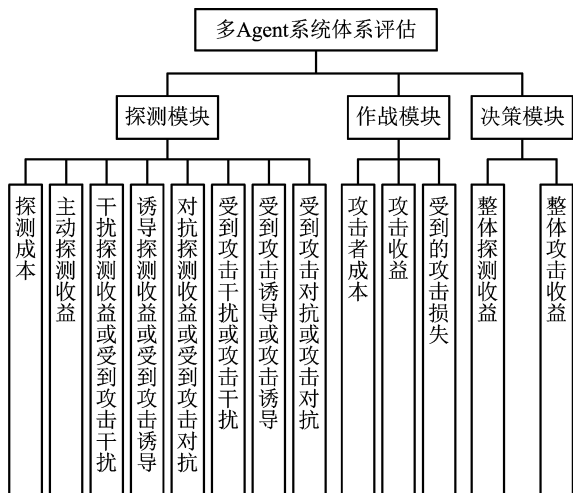 多Agent系统体系评估
探测模块
作战模块
决策模块
探测成本
主动探测收益
干扰探测收益或受到攻击干扰
诱导探测收益或受到攻击诱导
对抗探测收益或受到攻击对抗
受到攻击干扰或攻击干扰
受到攻击诱导或攻击诱导
受到攻击对抗或攻击对抗
攻击者成本
攻击收益
受到的攻击损失
整体探测收益
整体攻击收益